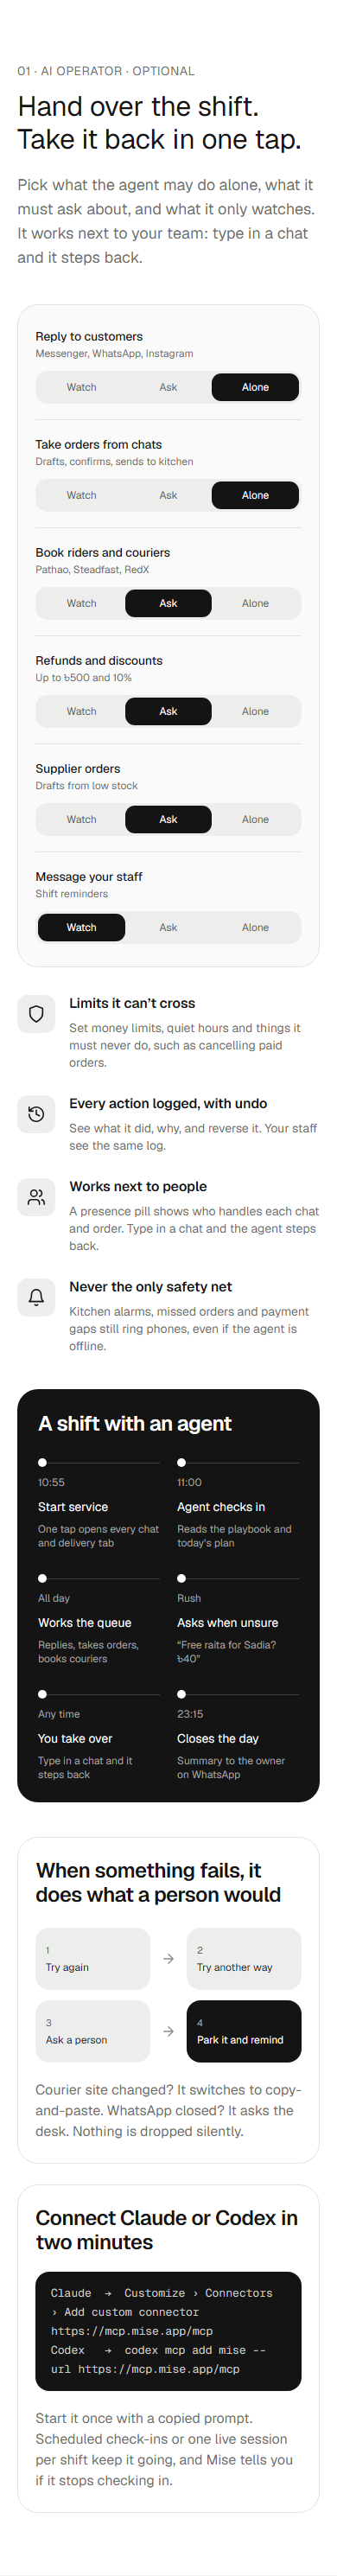 01 · AI OPERATOR · OPTIONAL
Hand over the shift.
Take it back in one tap.
Pick what the agent may do alone, what it
must ask about, and what it only watches.
It works next to your team: type in a chat
and it steps back.
Reply to customers
Messenger, WhatsApp, Instagram
Watch Ask Alone
Take orders from chats
Drafts, confirms, sends to kitchen
Watch Ask Alone
Book riders and couriers
Pathao, Steadfast, RedX
Watch Ask Alone
Refunds and discounts
Up to ৳500 and 10%
Watch Ask Alone
Supplier orders
Drafts from low stock
Watch Ask Alone
Message your staff
Shift reminders
Watch Ask Alone
Limits it can’t cross
Set money limits, quiet hours and things it
must never do, such as cancelling paid
orders.
Every action logged, with undo
See what it did, why, and reverse it. Your staff
see the same log.
Works next to people
A presence pill shows who handles each chat
and order. Type in a chat and the agent steps
back.
Never the only safety net
Kitchen alarms, missed orders and payment
gaps still ring phones, even if the agent is
offline.
A shift with an agent
10:55
Start service
One tap opens every chat
and delivery tab
11:00
Agent checks in
Reads the playbook and
today’s plan
All day
Works the queue
Replies, takes orders,
books couriers
Rush
Asks when unsure
“Free raita for Sadia?
৳40”
Any time
You take over
Type in a chat and it
steps back
23:15
Closes the day
Summary to the owner
on WhatsApp
When something fails, it
does what a person would
1
Try again
→
2
Try another way
3
Ask a person
→
4
Park it and remind
Courier site changed? It switches to copy-
and-paste. WhatsApp closed? It asks the
desk. Nothing is dropped silently.
Connect Claude or Codex in
two minutes
Claude → Customize › Connectors
› Add custom connector
https://mcp.mise.app/mcp
Codex → codex mcp add mise --
url https://mcp.mise.app/mcp
Start it once with a copied prompt.
Scheduled check-ins or one live session
per shift keep it going, and Mise tells you
if it stops checking in.